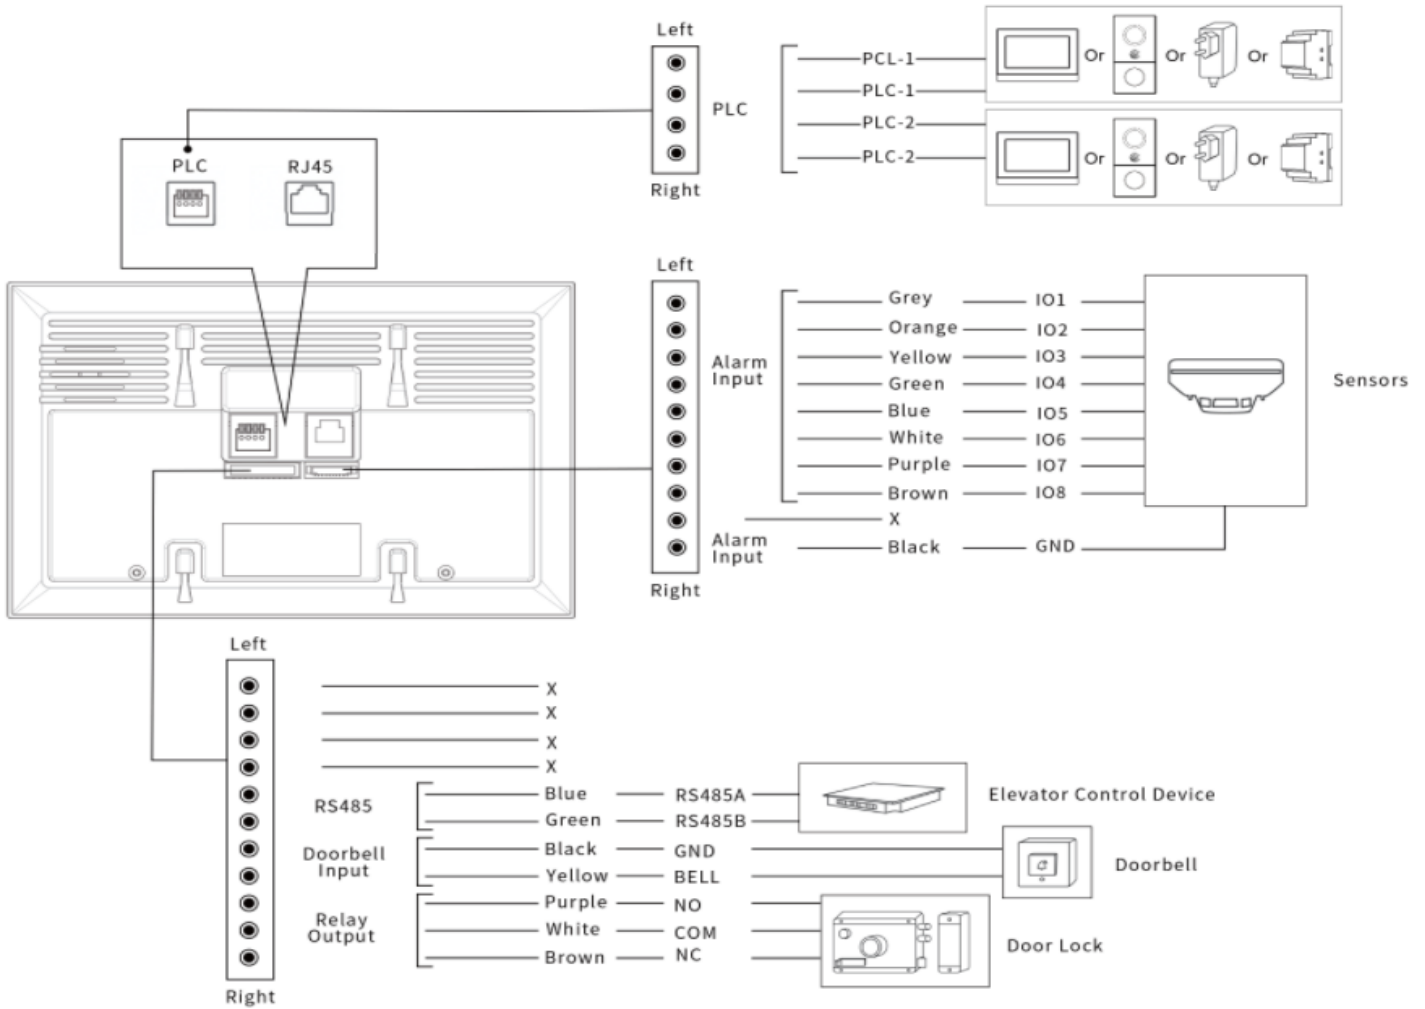 Left
PCL-1
PLC-1
PLC
PLC-2
PLC-2
Right
Or
Or
Or
Or
Or
Or
PLC
RJ45
Left
Alarm
Input
Grey
IO1
Orange
IO2
Yellow
IO3
Green
IO4
Blue
IO5
White
IO6
Purple
IO7
Brown
IO8
X
Alarm
Input
Black
GND
Right
Sensors
Left
X
X
X
X
RS485
Blue
RS485A
Green
RS485B
Elevator Control Device
Doorbell
Input
Black
GND
Yellow
BELL
Doorbell
Relay
Output
Purple
NO
White
COM
Brown
NC
Door Lock
Right